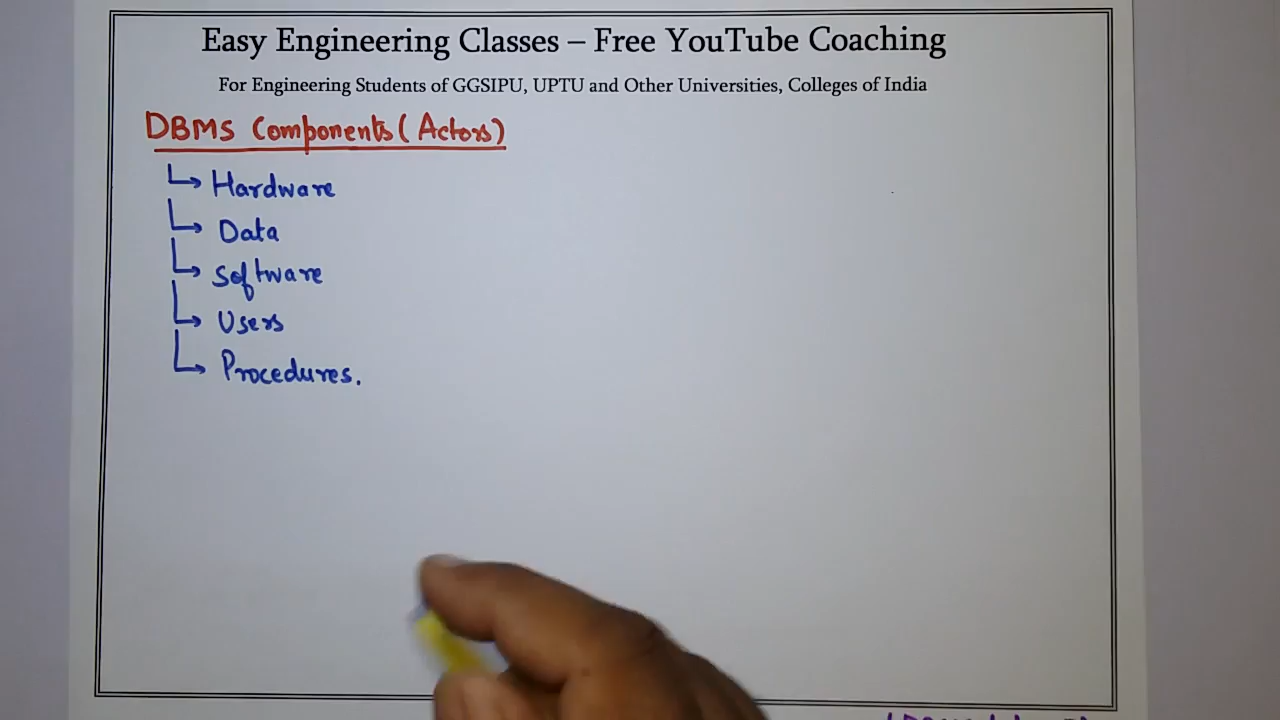 Easy Engineering Classes – Free YouTube Coaching
For Engineering Students of GGSIPU, UPTU and Other Universities, Colleges of India
DBMS Components (Actors)
Hardware
Data
Software
Users
Procedures.